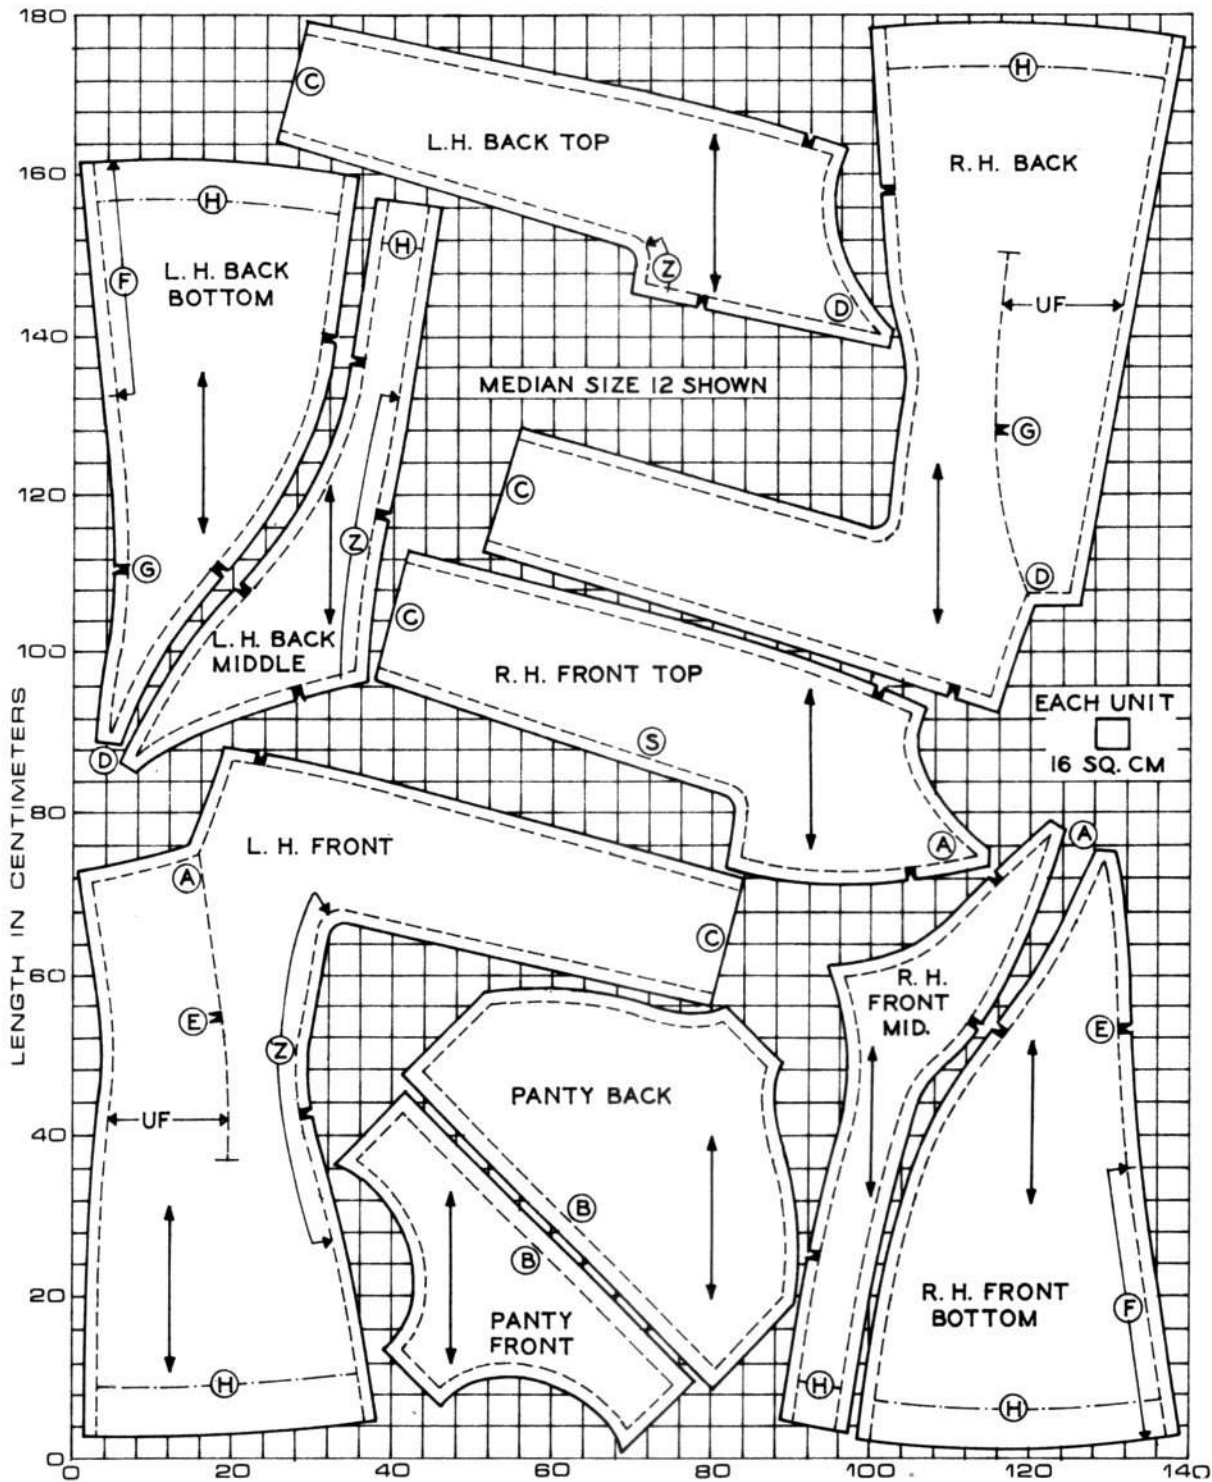 180
160
140
120
100
80
60
40
20
0
LENGTH IN CENTIMETERS
C
L.H. BACK TOP
Z
D
H
R.H. BACK
UF
G
D
H
L. H. BACK
BOTTOM
F
G
D
H
Z
L. H. BACK
MIDDLE
MEDIAN SIZE 12 SHOWN
C
C
R. H. FRONT TOP
S
A
EACH UNIT
16 SQ. CM
L. H. FRONT
A
E
UF
Z
C
H
PANTY BACK
B
B
PANTY
FRONT
A
R. H.
FRONT
MID.
H
E
R. H. FRONT
BOTTOM
F
H
0
20
40
60
80
100
120
140